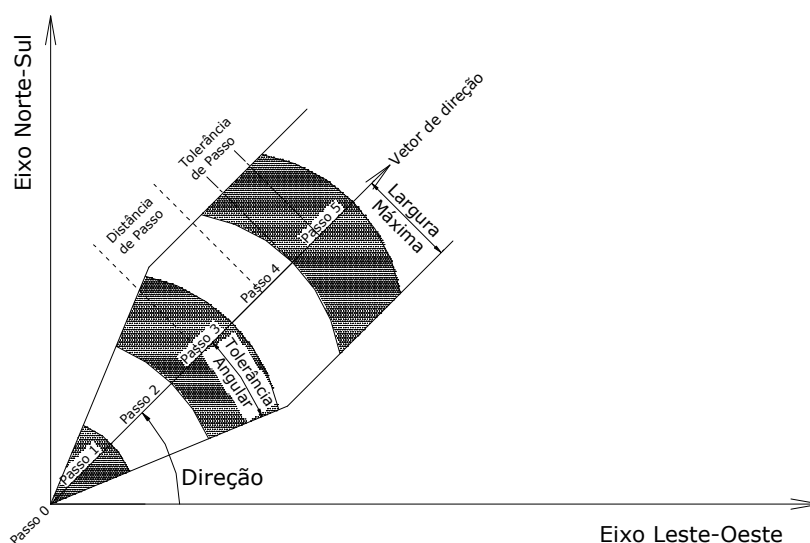 Eixo Norte-Sul
Vetor de direção
Tolerância
de Passo
Distância
de Passo
Largura
Máxima
Passo 5
Passo 4
Passo 3
Tolerância
Angular
Passo 2
Passo 1
Passo 0
Direção
Eixo Leste-Oeste